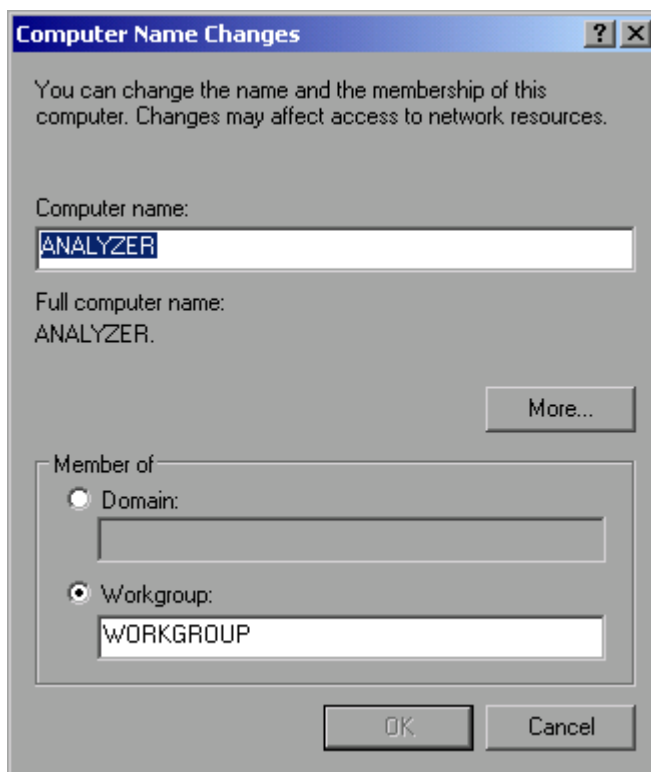 Computer Name Changes
You can change the name and the membership of this
computer. Changes may affect access to network resources.
Computer name:
ANALYZER
Full computer name:
ANALYZER.
More...
Member of
Domain:
Workgroup:
WORKGROUP
OK Cancel